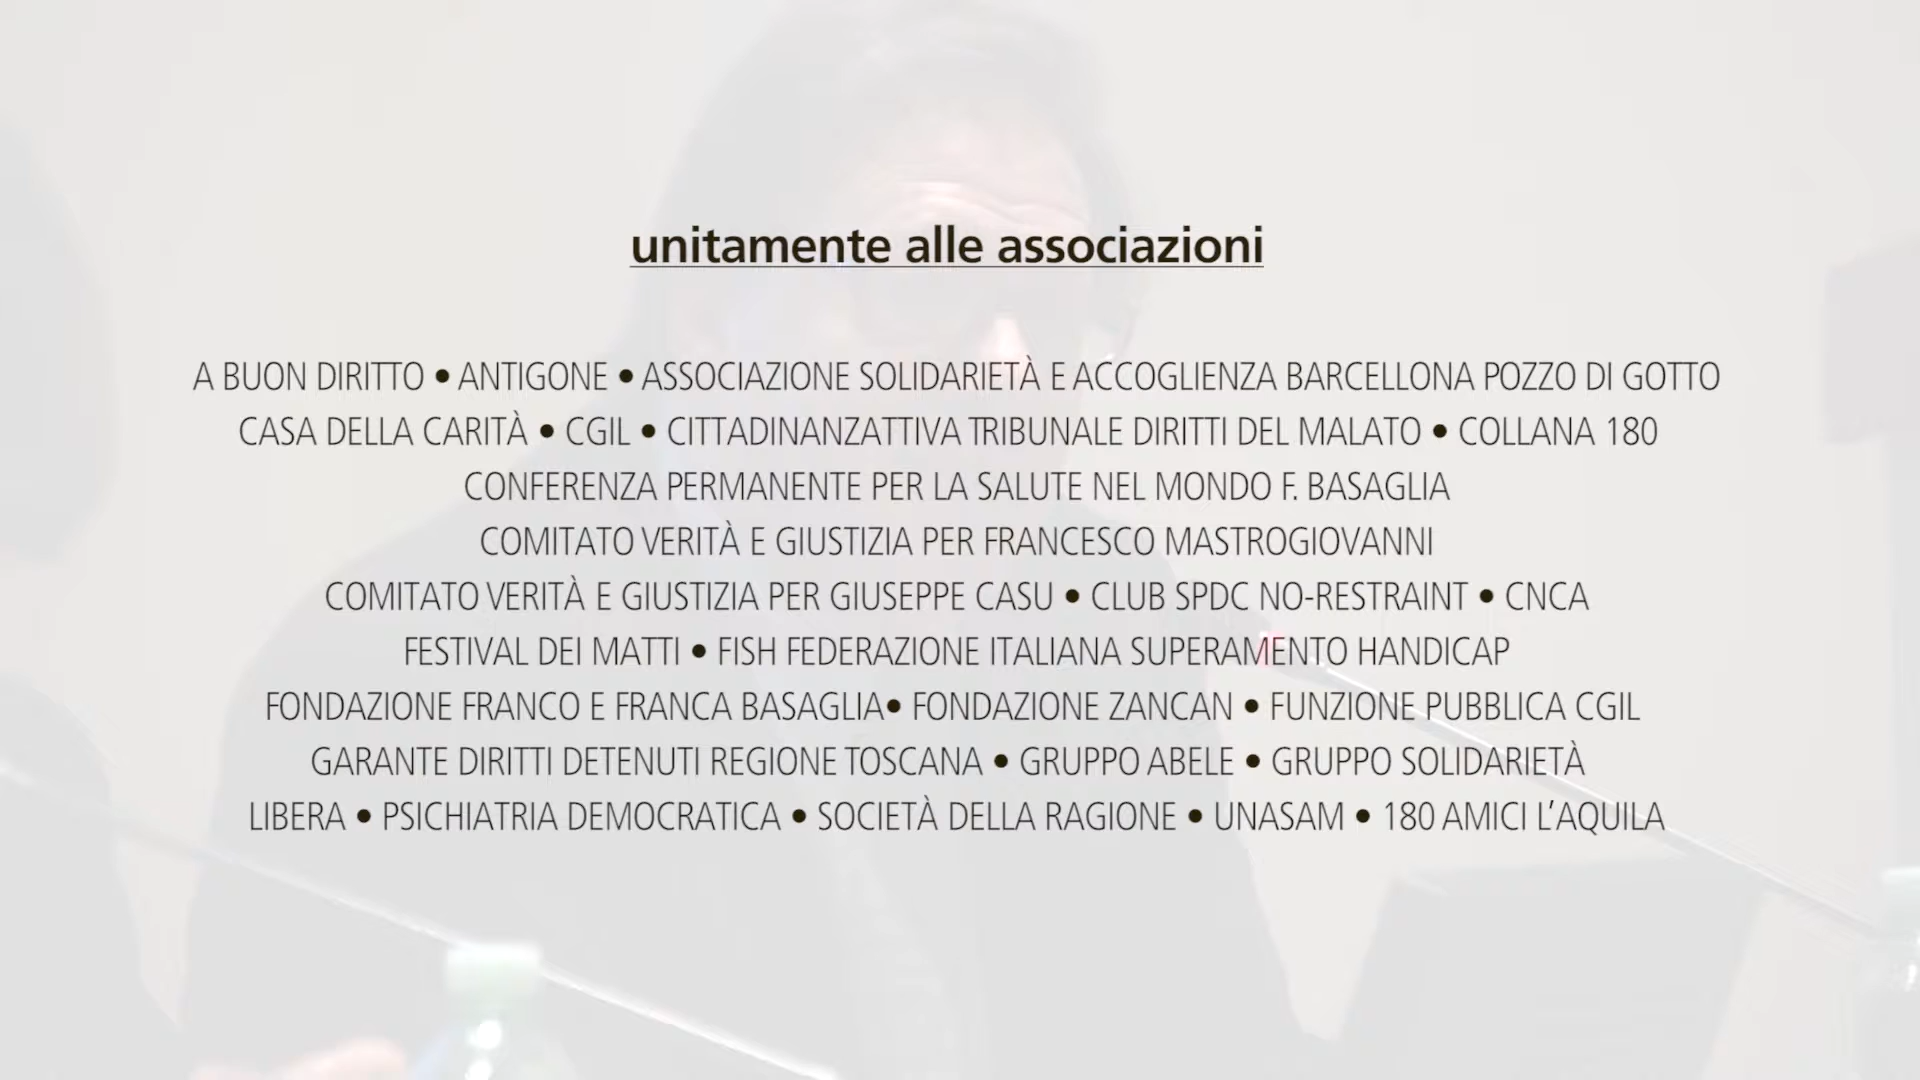 unitamente alle associazioni
A BUON DIRITTO • ANTIGONE • ASSOCIAZIONE SOLIDARIETÀ E ACCOGLIENZA BARCELLONA POZZO DI GOTTO
CASA DELLA CARITÀ • CGIL • CITTADINANZATTIVA TRIBUNALE DIRITTI DEL MALATO • COLLANA 180
CONFERENZA PERMANENTE PER LA SALUTE NEL MONDO F. BASAGLIA
COMITATO VERITÀ E GIUSTIZIA PER FRANCESCO MASTROGIOVANNI
COMITATO VERITÀ E GIUSTIZIA PER GIUSEPPE CASU • CLUB SPDC NO-RESTRAINT • CNCA
FESTIVAL DEI MATTI • FISH FEDERAZIONE ITALIANA SUPERAMENTO HANDICAP
FONDAZIONE FRANCO E FRANCA BASAGLIA• FONDAZIONE ZANCAN • FUNZIONE PUBBLICA CGIL
GARANTE DIRITTI DETENUTI REGIONE TOSCANA • GRUPPO ABELE • GRUPPO SOLIDARIETÀ
LIBERA • PSICHIATRIA DEMOCRATICA • SOCIETÀ DELLA RAGIONE • UNASAM • 180 AMICI L'AQUILA